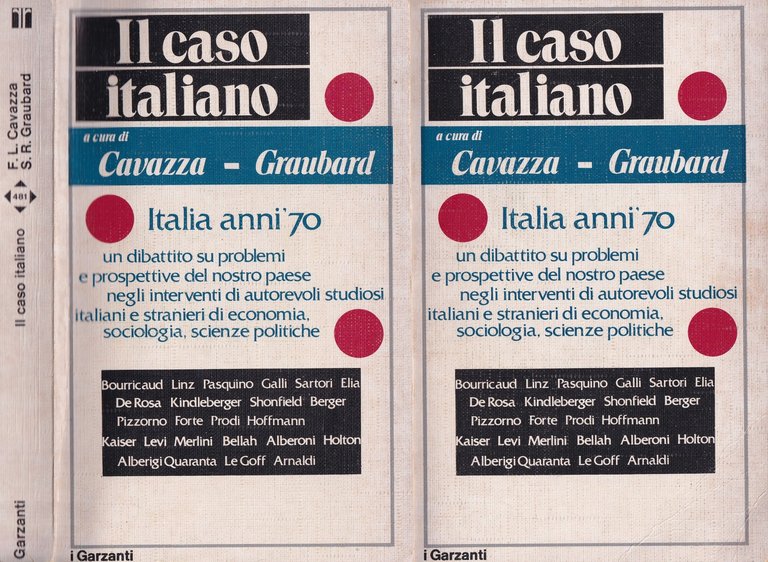 F. L. Cavazza
S. R. Graubard
481
Il caso italiano
Garzanti
Il caso
italiano
a cura di
Cavazza - Graubard
Italia anni '70
un dibattito su problemi
e prospettive del nostro paese
negli interventi di autorevoli studiosi
italiani e stranieri di economia,
sociologia, scienze politiche
Bourricaud Linz Pasquino Galli Sartori Elia
De Rosa Kindleberger Shonfield Berger
Pizzorno Forte Prodi Hoffmann
Kaiser Levi Merlini Bellah Alberoni Holton
Alberigi Quaranta Le Goff Arnaldi
i Garzanti
Il caso
italiano
a cura di
Cavazza - Graubard
Italia anni '70
un dibattito su problemi
e prospettive del nostro paese
negli interventi di autorevoli studiosi
italiani e stranieri di economia,
sociologia, scienze politiche
Bourricaud Linz Pasquino Galli Sartori Elia
De Rosa Kindleberger Shonfield Berger
Pizzorno Forte Prodi Hoffmann
Kaiser Levi Merlini Bellah Alberoni Holton
Alberigi Quaranta Le Goff Arnaldi
i Garzanti